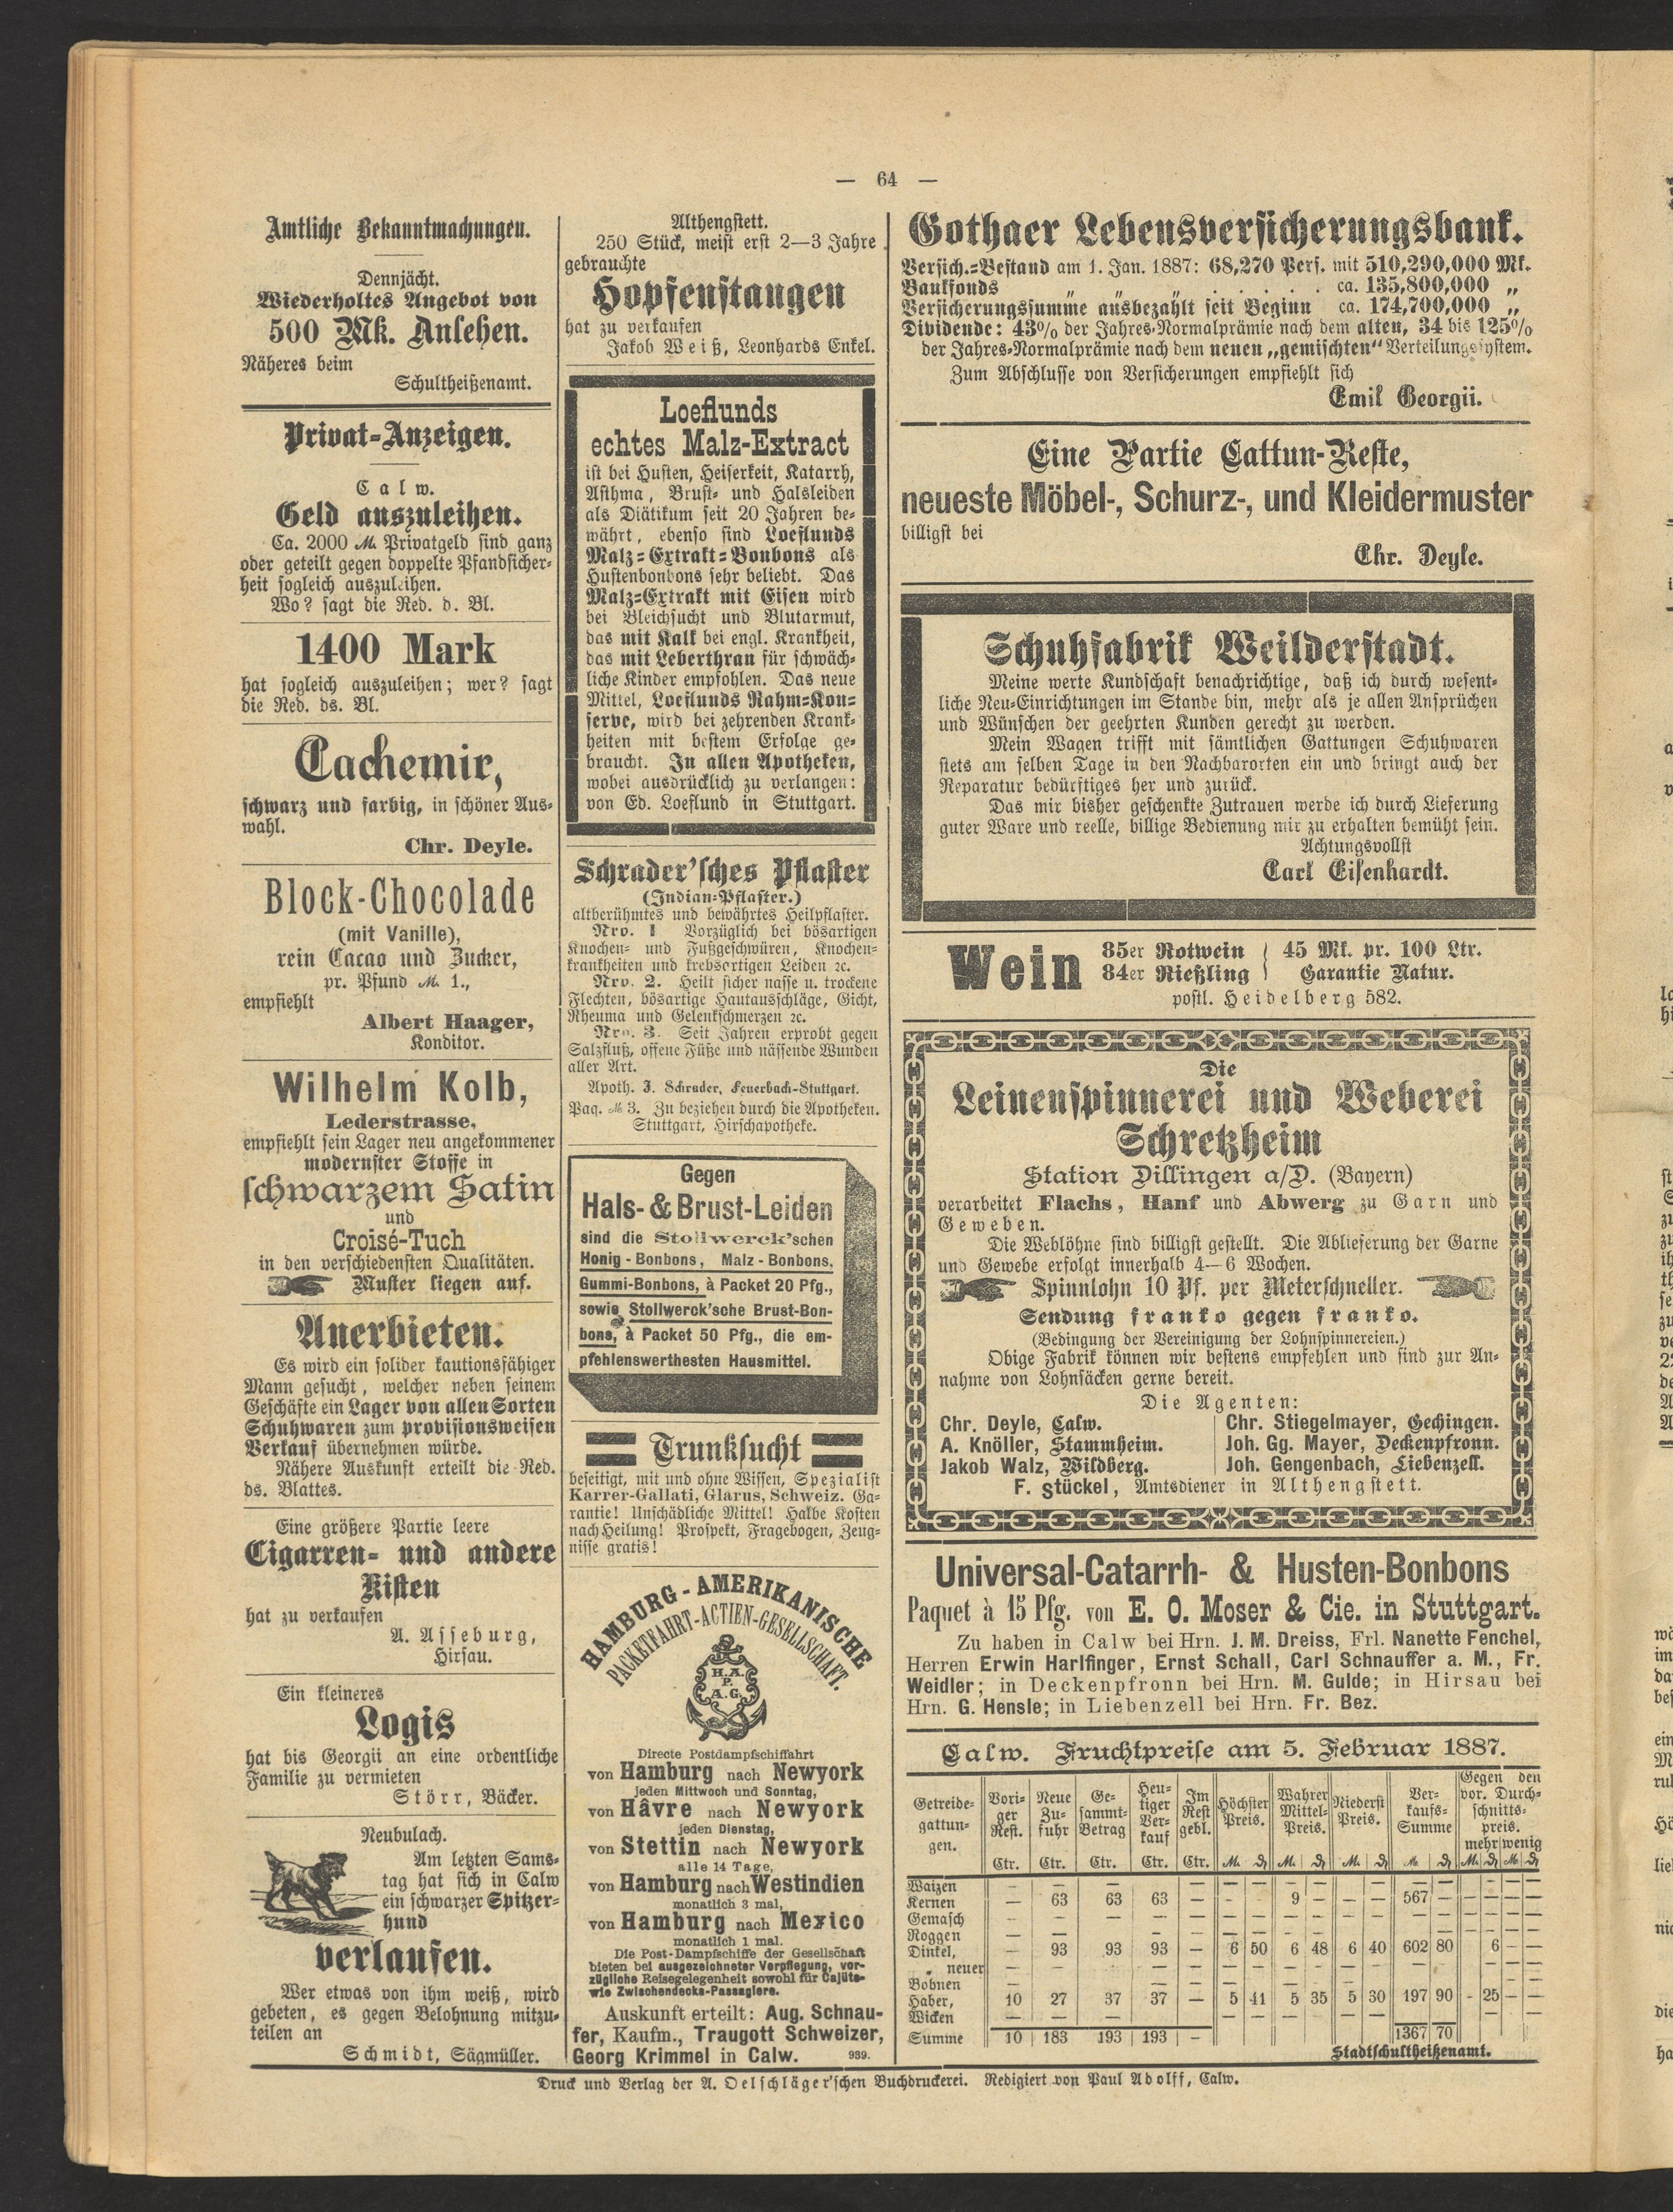 — 64 —
Amtliche Bekanntmachungen.
Dennjächt.
Wiederholtes Angebot von
500 Mk. Anlehen.
Näheres beim
Schultheißenamt.
Privat-Anzeigen.
Calw.
Geld auszuleihen.
Ca. 2000 M. Privatgeld sind ganz
oder geteilt gegen doppelte Pfandsicher-
heit sogleich auszuleihen.
Wo? sagt die Red. d. Bl.
1400 Mark
hat sogleich auszuleihen; wer? sagt
die Red. ds. Bl.
Cachemir,
schwarz und farbig, in schöner Aus-
wahl.
Chr. Deyle.
Block-Chocolade
(mit Vanille),
rein Cacao und Zucker,
pr. Pfund M. 1.,
empfiehlt
Albert Haager,
Konditor.
Wilhelm Kolb,
Lederstrasse,
empfiehlt sein Lager neu angekommener
modernster Stoffe in
schwarzem Satin
und
Croisé-Tuch
in den verschiedensten Qualitäten.
Muster liegen auf.
Anerbieten.
Es wird ein solider kautionsfähiger
Mann gesucht, welcher neben seinem
Geschäfte ein Lager von allen Sorten
Schuhwaren zum provisionsweisen
Verkauf übernehmen würde.
Nähere Auskunft erteilt die Red.
ds. Blattes.
Eine größere Partie leere
Cigarren- und andere
Kisten
hat zu verkaufen
A. Asseburg,
Hirsau.
Ein kleineres
Logis
hat bis Georgii an eine ordentliche
Familie zu vermieten
Störr, Bäcker.
Neubulach.
Am letzten Sams-
tag hat sich in Calw
ein schwarzer Spitzer-
hund
verlaufen.
Wer etwas von ihm weiß, wird
gebeten, es gegen Belohnung mitzu-
teilen an
Schmidt, Sägmüller.
Althengstett.
250 Stück, meist erst 2—3 Jahre
gebrauchte
Hopfenstangen
hat zu verkaufen
Jakob Weiß, Leonhards Enkel.
Loeflunds
echtes Malz-Extract
ist bei Husten, Heiserkeit, Katarrh,
Asthma, Brust- und Halsleiden
als Diätikum seit 20 Jahren be-
währt, ebenso sind Loeflunds
Malz-Extrakt-Bonbons als
Hustenbonbons sehr beliebt. Das
Malz-Extrakt mit Eisen wird
bei Bleichsucht und Blutarmut,
das mit Kalk bei engl. Krankheit,
das mit Leberthran für schwäch-
liche Kinder empfohlen. Das neue
Mittel, Loeflunds Rahm-Kon-
serve, wird bei zehrenden Krank-
heiten mit bestem Erfolge ge-
braucht. In allen Apotheken,
wobei ausdrücklich zu verlangen:
von Ed. Loeflund in Stuttgart.
Schrader'sches Pflaster
(Indian-Pflaster.)
altberühmtes und bewährtes Heilpflaster.
Nro. 1 Vorzüglich bei bösartigen
Knochen- und Fußgeschwüren, Knochen-
krankheiten und krebsartigen Leiden ꝛc.
Nro. 2. Heilt sicher nasse u. trockene
Flechten, bösartige Hautausschläge, Gicht,
Rheuma und Gelenkschmerzen ꝛc.
Nro. 3. Seit Jahren erprobt gegen
Salzfluß, offene Füße und nässende Wunden
aller Art.
Apoth. J. Schrader, Feuerbach-Stuttgart.
Paq. M 3. Zu beziehen durch die Apotheken.
Stuttgart, Hirschapotheke.
Gegen
Hals- & Brust-Leiden
sind die Stollwerck'schen
Honig-Bonbons, Malz-Bonbons,
Gummi-Bonbons, à Packet 20 Pfg.,
sowie Stollwerck'sche Brust-Bon-
bons, à Packet 50 Pfg., die em-
pfehlenswerthesten Hausmittel.
Trunksucht
beseitigt, mit und ohne Wissen, Spezialist
Karrer-Gallati, Glarus, Schweiz. Ga-
rantie! Unschädliche Mittel! Halbe Kosten
nach Heilung! Prospekt, Fragebogen, Zeug-
nisse gratis!
HAMBURG-AMERIKANISCHE
PACKETFAHRT-ACTIEN-GESELLSCHAFT.
H.A.
P.
A.G.
Directe Postdampfschiffahrt
von Hamburg nach Newyork
jeden Mittwoch und Sonntag,
von Hâvre nach Newyork
jeden Dienstag,
von Stettin nach Newyork
alle 14 Tage,
von Hamburg nach Westindien
monatlich 3 mal,
von Hamburg nach Mexico
monatlich 1 mal.
Die Post-Dampfschiffe der Gesellschaft
bieten bei ausgezeichneter Verpflegung, vor-
zügliche Reisegelegenheit sowohl für Cajüts-
wie Zwischendecks-Passagiere.
Auskunft erteilt: Aug. Schnau-
fer, Kaufm., Traugott Schweizer,
Georg Krimmel in Calw. 939.
Gothaer Lebensversicherungsbank.
Versich.-Bestand am 1. Jan. 1887: 68,270 Pers. mit 510,290,000 Mk.
Bankfonds „ „ . . . . . ca. 135,800,000 „
Versicherungssumme ausbezahlt seit Beginn ca. 174,700,000 „
Dividende: 43% der Jahres-Normalprämie nach dem alten, 34 bis 125%
der Jahres-Normalprämie nach dem neuen „gemischten“ Verteilungssystem.
Zum Abschlusse von Versicherungen empfiehlt sich
Emil Georgii.
Eine Partie Cattun-Reste,
neueste Möbel-, Schurz-, und Kleidermuster
billigst bei
Chr. Deyle.
Schuhfabrik Weilderstadt.
Meine werte Kundschaft benachrichtige, daß ich durch wesent-
liche Neu-Einrichtungen im Stande bin, mehr als je allen Ansprüchen
und Wünschen der geehrten Kunden gerecht zu werden.
Mein Wagen trifft mit sämtlichen Gattungen Schuhwaren
stets am selben Tage in den Nachbarorten ein und bringt auch der
Reparatur bedürftiges her und zurück.
Das mir bisher geschenkte Zutrauen werde ich durch Lieferung
guter Ware und reelle, billige Bedienung mir zu erhalten bemüht sein.
Achtungsvollst
Carl Eisenhardt.
Wein 85er Rotwein 45 Mk. pr. 100 Ltr.
84er Rießling Garantie Natur.
postl. Heidelberg 582.
Die
Leinenspinnerei und Weberei
Schretzheim
Station Dillingen a/D. (Bayern)
verarbeitet Flachs, Hanf und Abwerg zu Garn und
Geweben.
Die Weblöhne sind billigst gestellt. Die Ablieferung der Garne
und Gewebe erfolgt innerhalb 4—6 Wochen.
Spinnlohn 10 Pf. per Meterschneller.
Sendung franko gegen franko.
(Bedingung der Vereinigung der Lohnspinnereien.)
Obige Fabrik können wir bestens empfehlen und sind zur An-
nahme von Lohnsäcken gerne bereit.
Die Agenten:
Chr. Deyle, Calw. Chr. Stiegelmayer, Gechingen.
A. Knöller, Stammheim. Joh. Gg. Mayer, Deckenpfronn.
Jakob Walz, Wildberg. Joh. Gengenbach, Liebenzell.
F. Stückel, Amtsdiener in Althengstett.
Universal-Catarrh- & Husten-Bonbons
Paquet à 15 Pfg. von E. O. Moser & Cie. in Stuttgart.
Zu haben in Calw bei Hrn. J. M. Dreiss, Frl. Nanette Fenchel,
Herren Erwin Harlfinger, Ernst Schall, Carl Schnauffer a. M., Fr.
Weidler; in Deckenpfronn bei Hrn. M. Gulde; in Hirsau bei
Hrn. G. Hensle; in Liebenzell bei Hrn. Fr. Bez.
Calw. Fruchtpreise am 5. Februar 1887.
Getreide-gattun-gen. Vori-ger Rest. Neue Zu-fuhr Ge-sammt-Betrag Heu-tiger Ver-kauf Im Rest gebl. Höchster Preis. Wahrer Mittel-Preis. Niederst Preis. Ver-kaufs-Summe Gegen den vor. Durch-schnitts-preis. mehr wenig
Ctr. Ctr. Ctr. Ctr. Ctr. M. ₰ M. ₰ M. ₰ M. ₰ M. ₰ M ₰
Waizen — — — — — — — — — — — — — — — — —
Kernen — 63 63 63 — - - 9 — — — 567 — — — — —
Gemasch — — — — — — — — — — — — — — — — —
Roggen — — — — — — — — — — — — — — — — —
Dinkel, — 93 93 93 — 6 50 6 48 6 40 602 80 6 — —
„ neuer — — — — — — — — — — — — — — — — —
Bohnen — — — — — — — — — — — — — — — —
Haber, 10 27 37 37 — 5 41 5 35 5 30 197 90 - 25 — —
Wicken — — — — — — — — — — — — — — — —
Summe 10 183 193 193 – 1367 70
Stadtschultheißenamt.
Druck und Verlag der A. Oelschläger'schen Buchdruckerei. Redigiert von Paul Adolff, Calw.